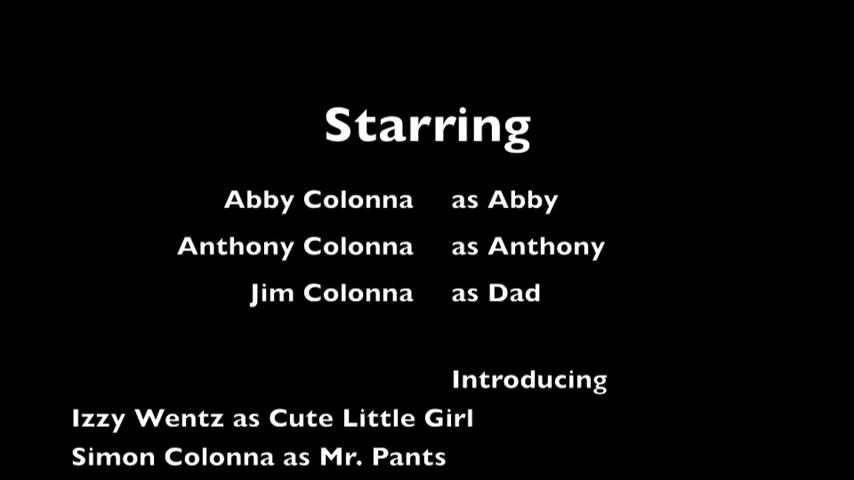 Starring
Abby Colonna as Abby
Anthony Colonna as Anthony
Jim Colonna as Dad
Introducing
Izzy Wentz as Cute Little Girl
Simon Colonna as Mr. Pants